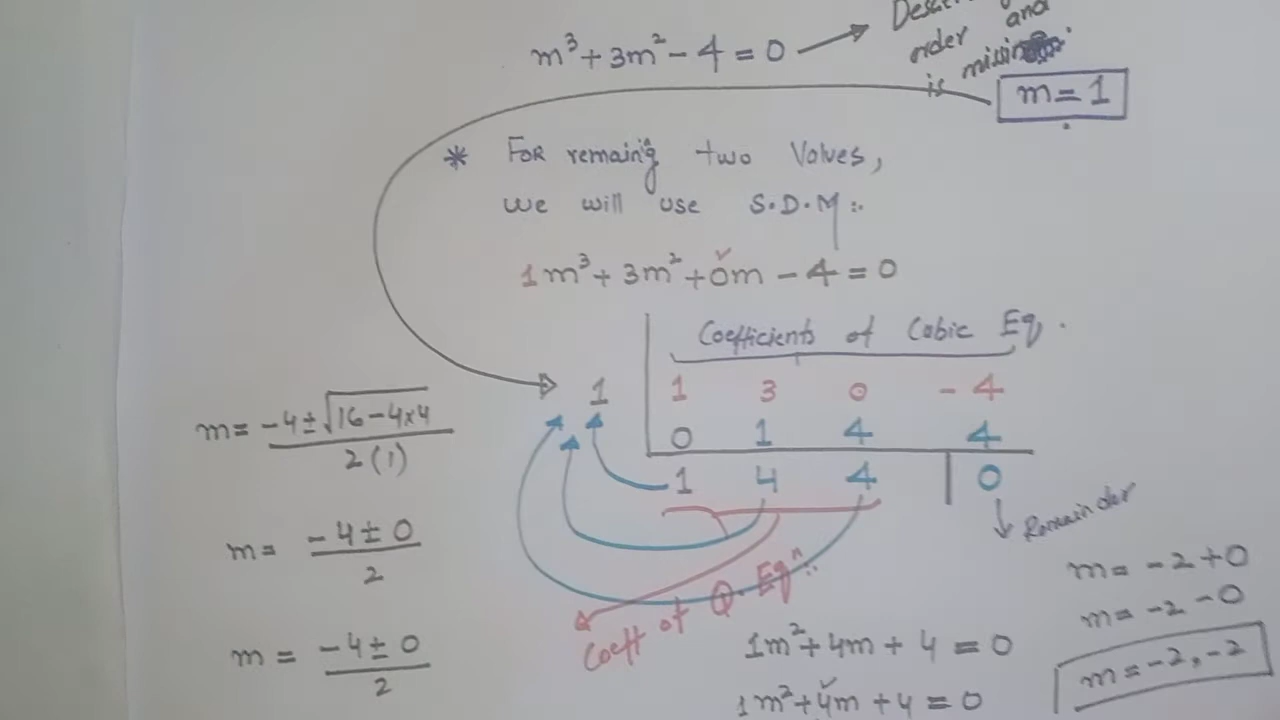 m³ + 3m² - 4 = 0
order and
is missing
m = 1
* FOR remaing two Values,
we will use S.D.M :-
1m³ + 3m² + 0m - 4 = 0
Coefficients of Cubic Eq.
1 1 3 0 - 4
0 1 4 4
1 4 4 0
Remainder
Coeff of Q. Eqⁿ :-
1m² + 4m + 4 = 0
1m² + 4m + 4 = 0
m = -4 ± √16 - 4×4 / 2(1)
m = -4 ± 0 / 2
m = -4 ± 0 / 2
m = -2 + 0
m = -2 - 0
m = -2, -2